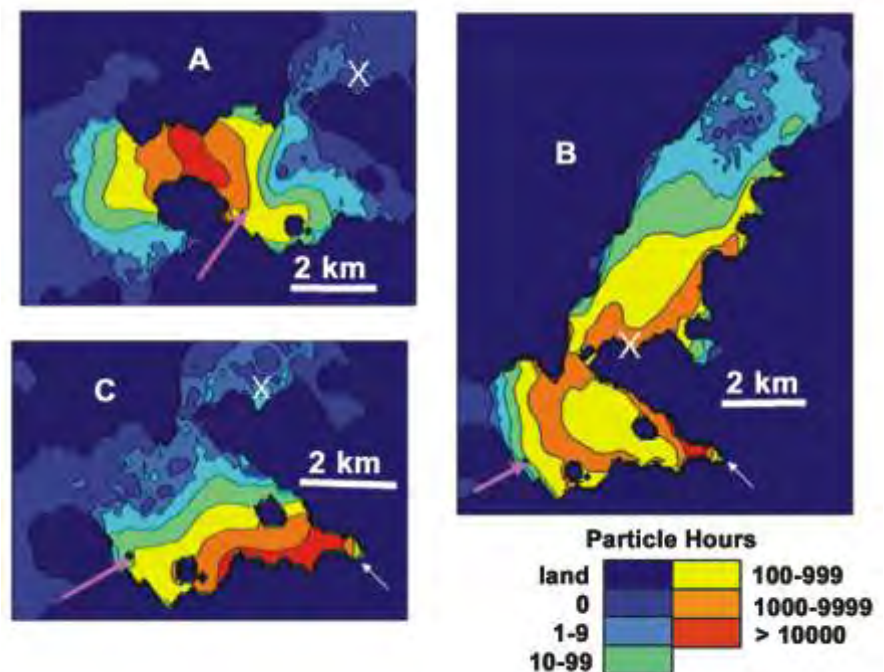 A
X
2 km
B
X
2 km
C
X
2 km
Particle Hours
land
0
1-9
10-99
100-999
1000-9999
> 10000